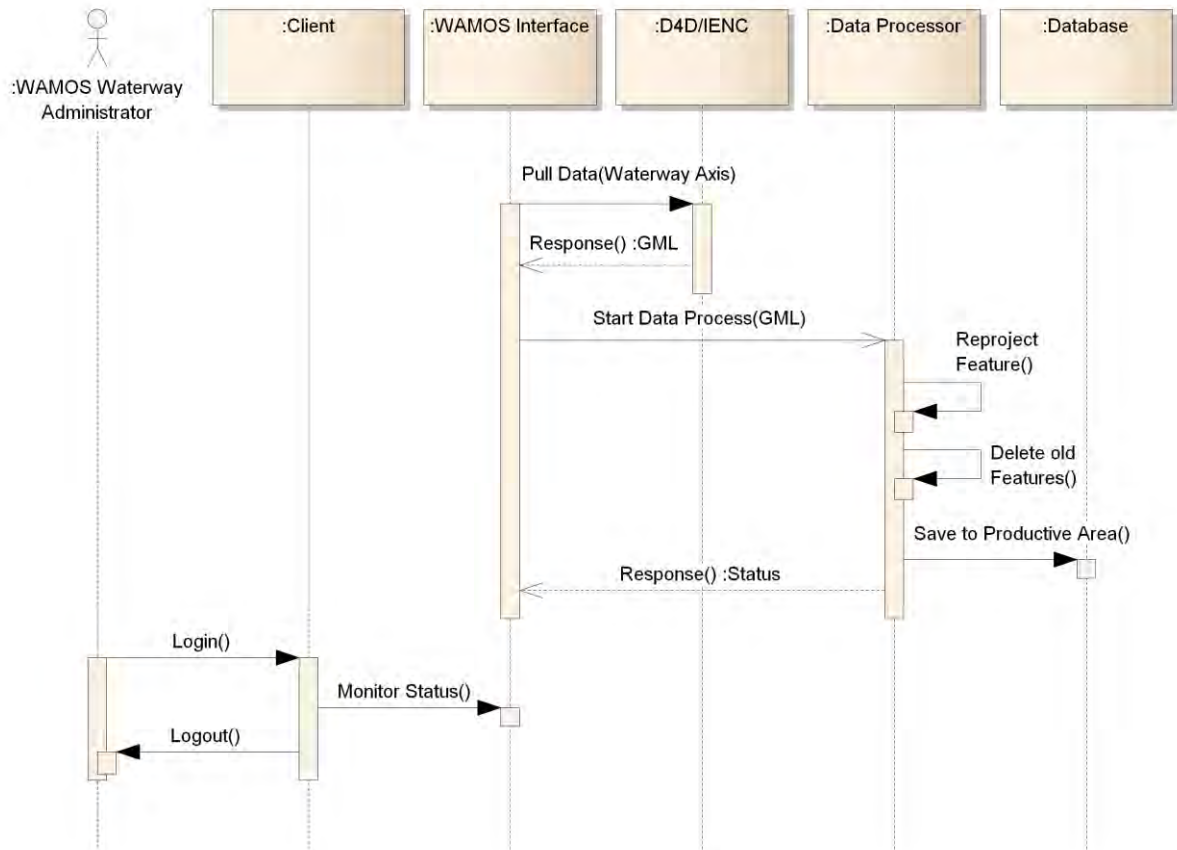 :Client
:WAMOS Interface
:D4D/IENC
:Data Processor
:Database
:WAMOS Waterway
Administrator
Pull Data(Waterway Axis)
Response() :GML
Start Data Process(GML)
Reproject
Feature()
Delete old
Features()
Save to Productive Area()
Response() :Status
Login()
Monitor Status()
Logout()